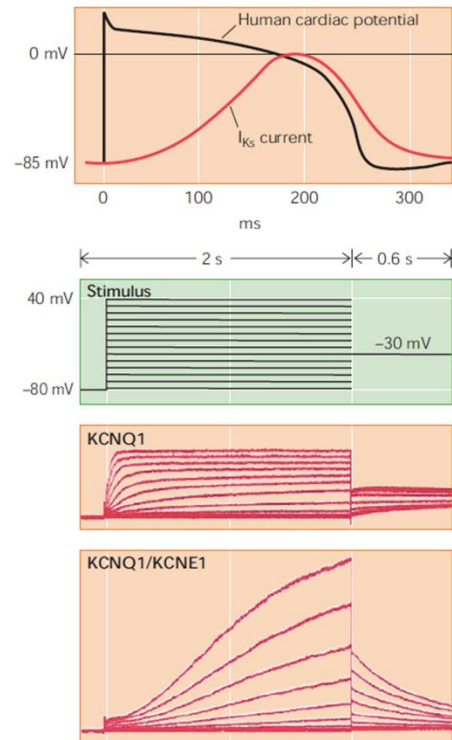 Human cardiac potential
0 mV
I_Ks current
–85 mV
0 100 200 300
ms
2 s 0.6 s
40 mV
Stimulus
–30 mV
–80 mV
KCNQ1
KCNQ1/KCNE1